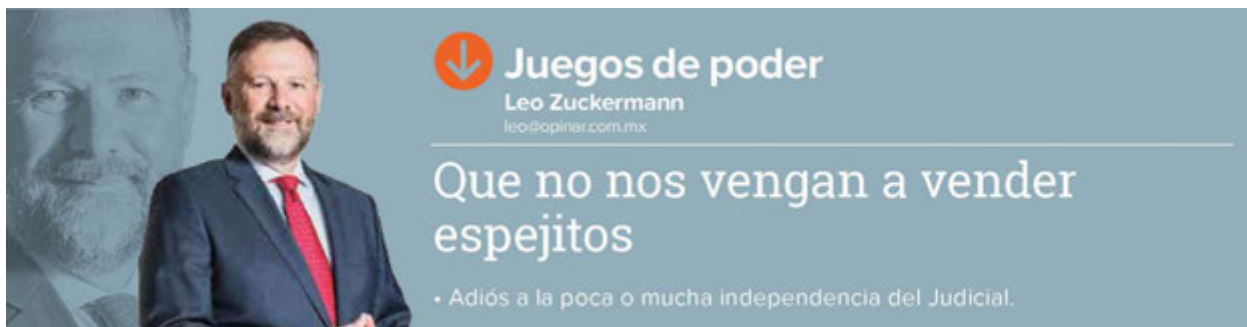 Juegos de poder
Leo Zuckermann
leo@opinar.com.mx
Que no nos vengan a vender
espejitos
• Adiós a la poca o mucha independencia del Judicial.